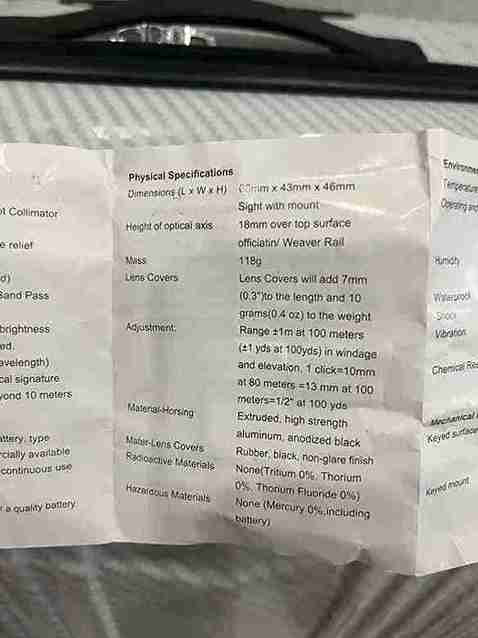 ot Collimator
e relief
d)
Sand Pass
brightness
ed.
avelength)
cal signature
yond 10 meters
attery, type
rcially available
continuous use
r a quality battery
Physical Specifications
Dimensions (L x W x H) mm x 43mm x 46mm
Sight with mount
Height of optical axis 18mm over top surface
officiatin/ Weaver Rail
Mass 118g
Lens Covers Lens Covers will add 7mm
(0.3")to the length and 10
grams(0.4 oz) to the weight
Adjustment: Range ±1m at 100 meters
(±1 yds at 100yds) in windage
and elevation, 1 click=10mm
at 80 meters =13 mm at 100
meters=1/2" at 100 yds
Material-Horsing Extruded, high strength
aluminum, anodized black
Mater-Lens Covers Rubber, black, non-glare finish
Radioactive Materials None(Tritium 0%, Thorium
0%, Thorium Fluoride 0%)
Hazardous Materials None (Mercury 0%,including
battery)
Environme
Temperature
Operating and
Humidity
Waterproof
Shock
Vibration
Chemical Res
Mechanical
Keyed surface
Keyed mount